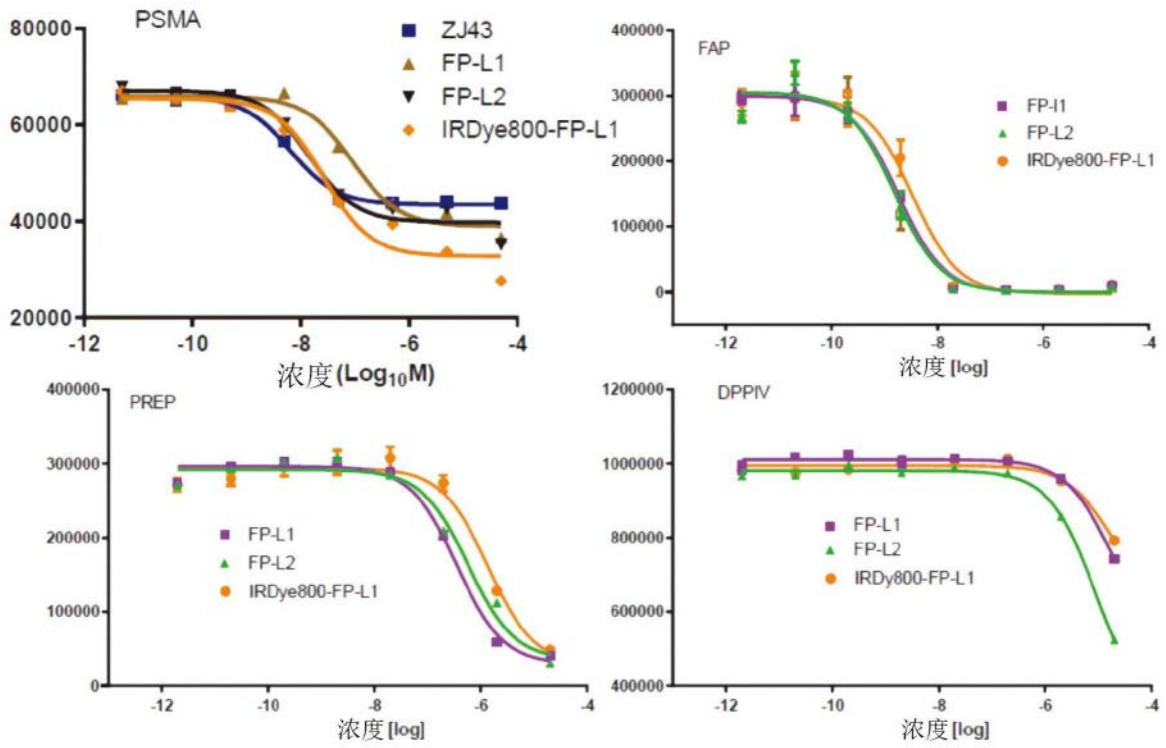 PSMA
80000
60000
40000
20000
-12
-10
-8
-6
-4
浓度(Log10M)
ZJ43
FP-L1
FP-L2
IRDye800-FP-L1
FAP
400000
300000
200000
100000
0
-12
-10
-8
-6
-4
浓度[log]
FP-I1
FP-L2
IRDye800-FP-L1
PREP
400000
300000
200000
100000
0
-12
-10
-8
-6
-4
浓度[log]
FP-L1
FP-L2
IRDye800-FP-L1
DPPIV
1200000
1000000
800000
600000
400000
-12
-10
-8
-6
-4
浓度[log]
FP-L1
FP-L2
IRDy800-FP-L1